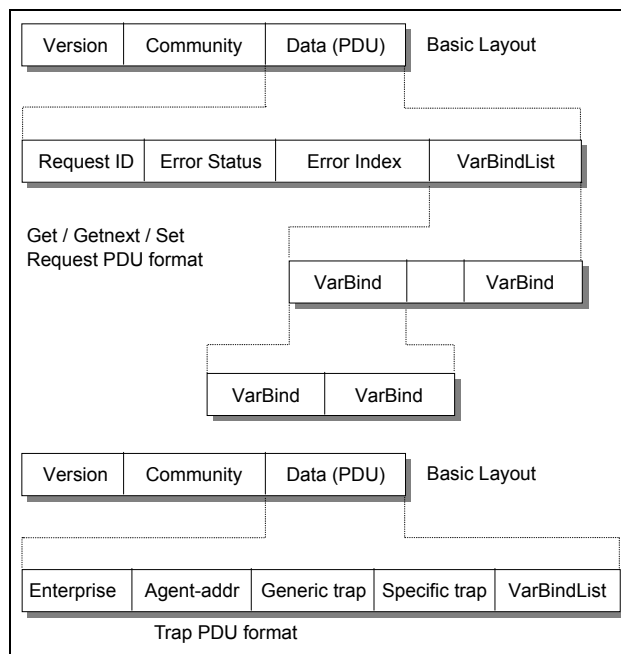 Version Community Data (PDU) Basic Layout
Request ID Error Status Error Index VarBindList
Get / Getnext / Set
Request PDU format
VarBind VarBind
VarBind VarBind
Version Community Data (PDU) Basic Layout
Enterprise Agent-addr Generic trap Specific trap VarBindList
Trap PDU format